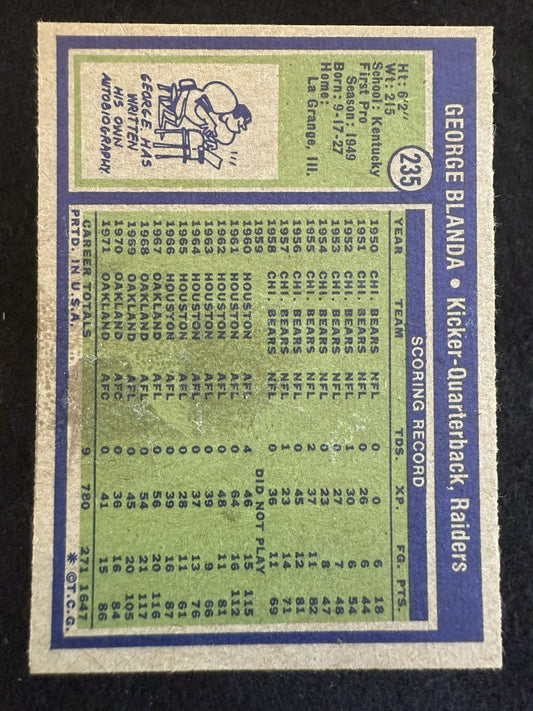 GEORGE BLANDA • Kicker-Quarterback, Raiders
235
Ht: 6'2"
Wt: 215
School: Kentucky
First Pro
Season: 1949
Born: 9-17-27
Home:
La Grange, Ill.
GEORGE HAS
WRITTEN
HIS OWN
AUTOBIOGRAPHY
SCORING RECORD
YEAR TEAM TDS. XP. FG. PTS.
1950 CHI. BEARS NFL 0 0 6 18
1951 CHI. BEARS NFL 0 26 6 44
1952 CHI. BEARS NFL 1 30 6 54
1953 CHI. BEARS NFL 0 27 7 48
1954 CHI. BEARS NFL 0 23 8 47
1955 CHI. BEARS NFL 2 37 11 82
1956 CHI. BEARS NFL 0 45 12 81
1957 CHI. BEARS NFL 1 23 14 71
1958 CHI. BEARS NFL 0 36 11 69
1959 DID NOT PLAY
1960 HOUSTON AFL 4 46 15 115
1961 HOUSTON AFL 0 64 16 112
1962 HOUSTON AFL 0 48 11 81
1963 HOUSTON AFL 0 39 9 66
1964 HOUSTON AFL 0 37 13 76
1965 HOUSTON AFL 0 28 11 61
1966 HOUSTON AFL 0 39 16 87
1967 OAKLAND AFL 0 56 20 116
1968 OAKLAND AFL 0 54 21 117
1969 OAKLAND AFL 0 45 20 105
1970 OAKLAND AFC 0 36 16 84
1971 OAKLAND AFC 0 41 15 86
CAREER TOTALS 9 780 271 1647
PRTD. IN U.S.A. * © T.C.G.